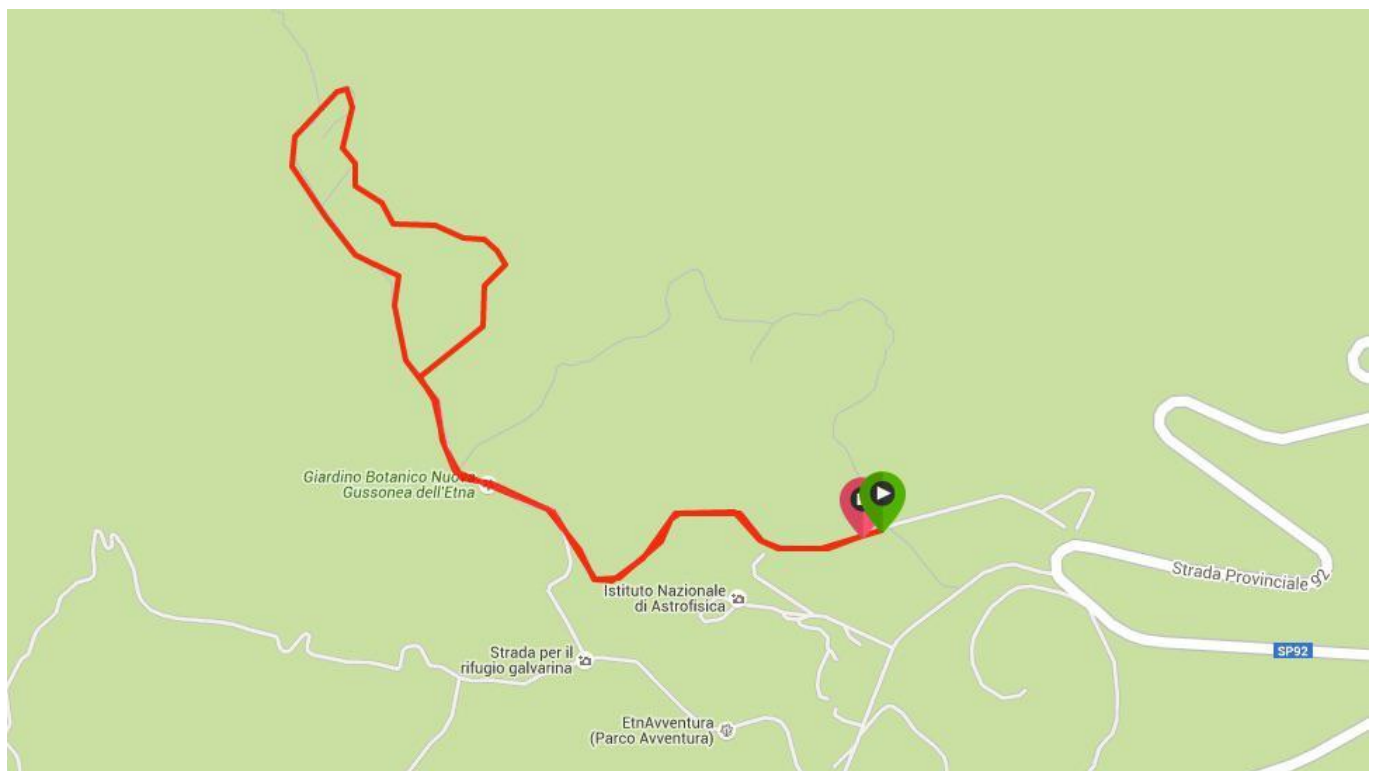 Giardino Botanico Nuova
Gussonea dell'Etna
Strada Provinciale 92
Istituto Nazionale
di Astrofisica
SP92
Strada per il
rifugio galvarina
EtnAvventura
(Parco Avventura)